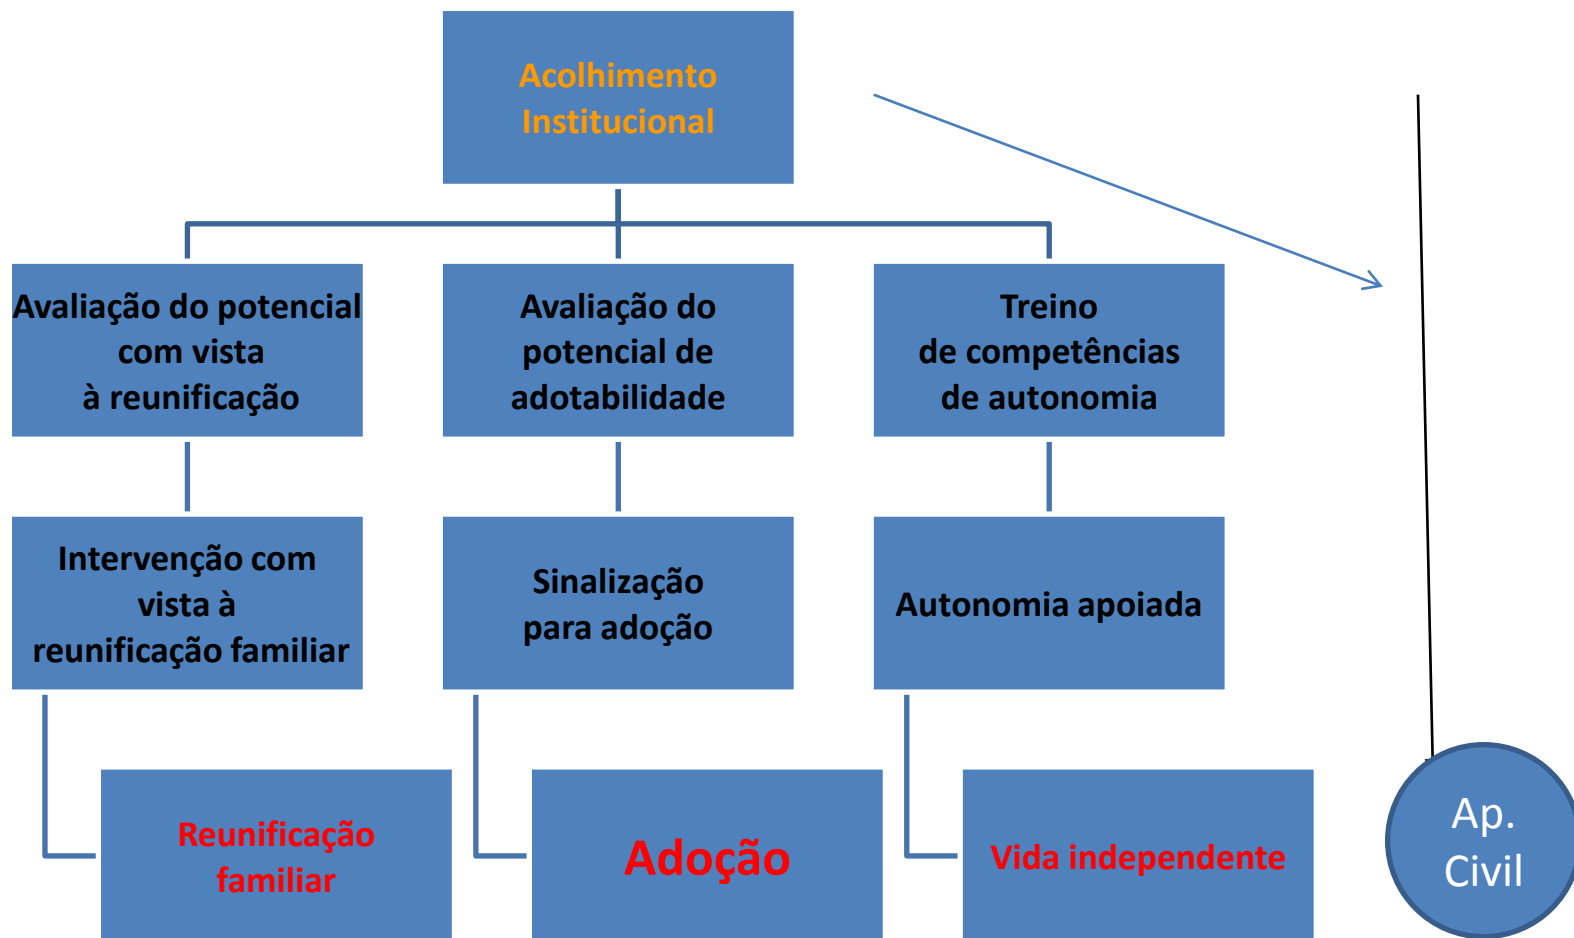 Acolhimento
Institucional
Avaliação do potencial
com vista
à reunificação
Avaliação do
potencial de
adotabilidade
Treino
de competências
de autonomia
Intervenção com
vista à
reunificação familiar
Sinalização
para adoção
Autonomia apoiada
Reunificação
familiar
Adoção
Vida independente
Ap.
Civil